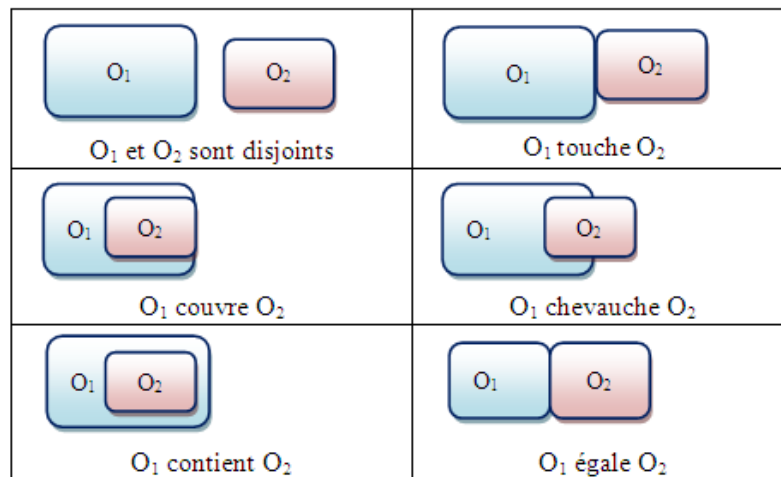 O₁ O₂
O₁ et O₂ sont disjoints
O₁ O₂
O₁ touche O₂
O₁ O₂
O₁ couvre O₂
O₁ O₂
O₁ chevauche O₂
O₁ O₂
O₁ contient O₂
O₁ O₂
O₁ égale O₂